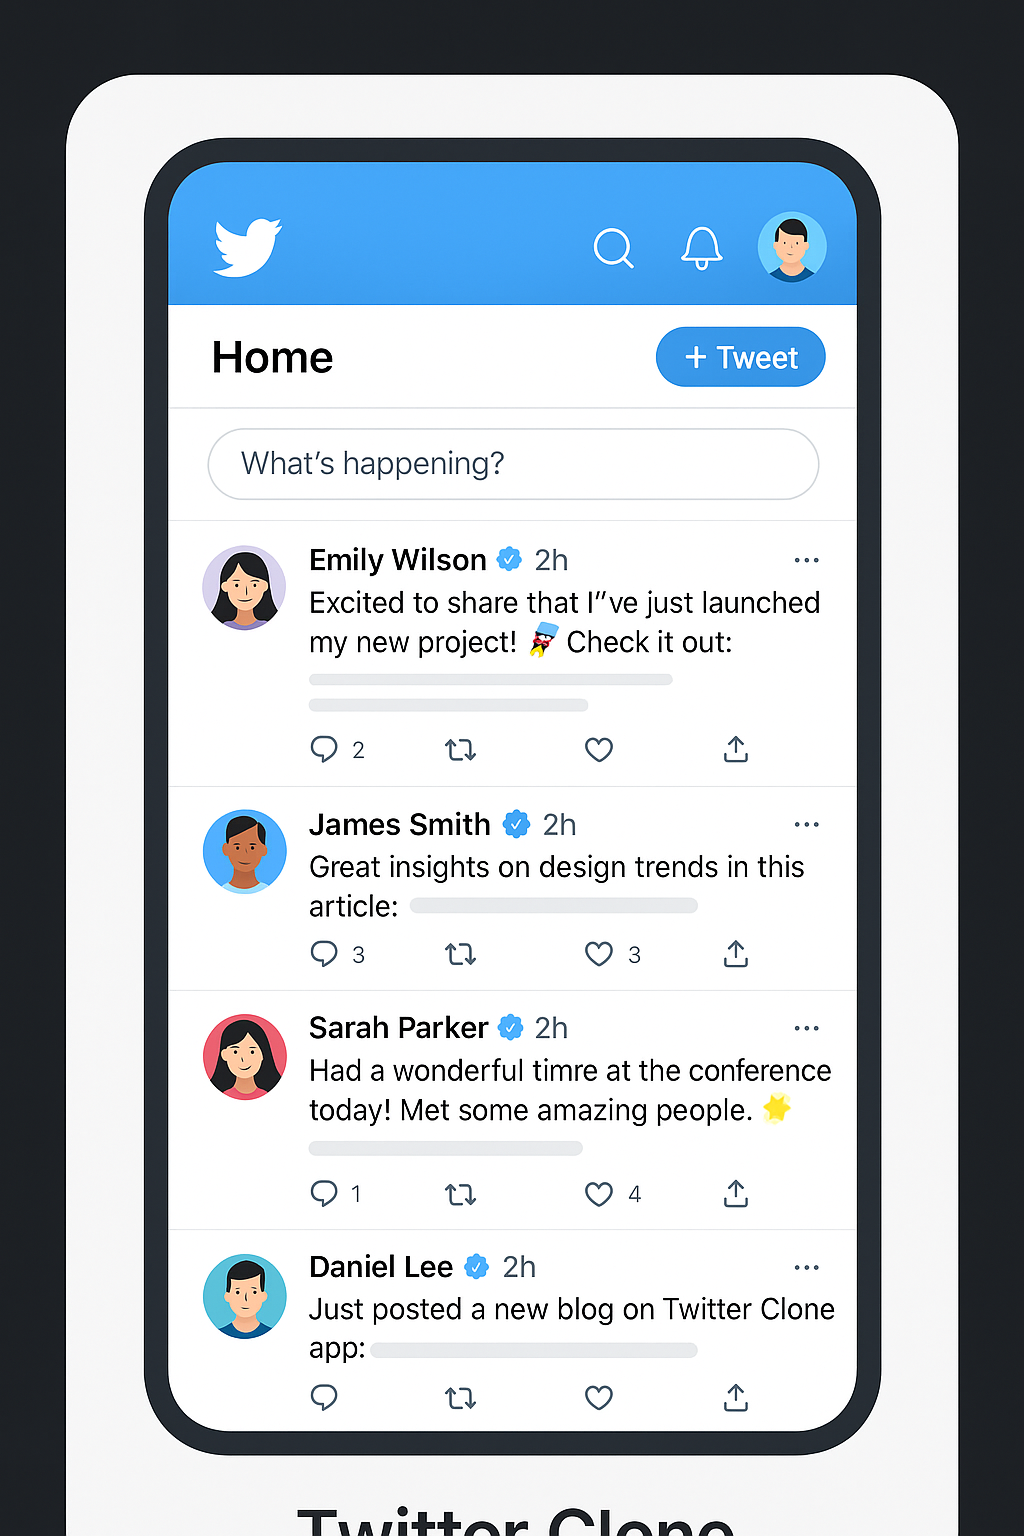 Home
+ Tweet
What's happening?
Emily Wilson 2h
Excited to share that I″ve just launched
my new project! 🚀 Check it out:
2
James Smith 2h
Great insights on design trends in this
article:
3 3
Sarah Parker 2h
Had a wonderful timre at the conference
today! Met some amazing people. 🌟
1 4
Daniel Lee 2h
Just posted a new blog on Twitter Clone
app:
Twitter Clone